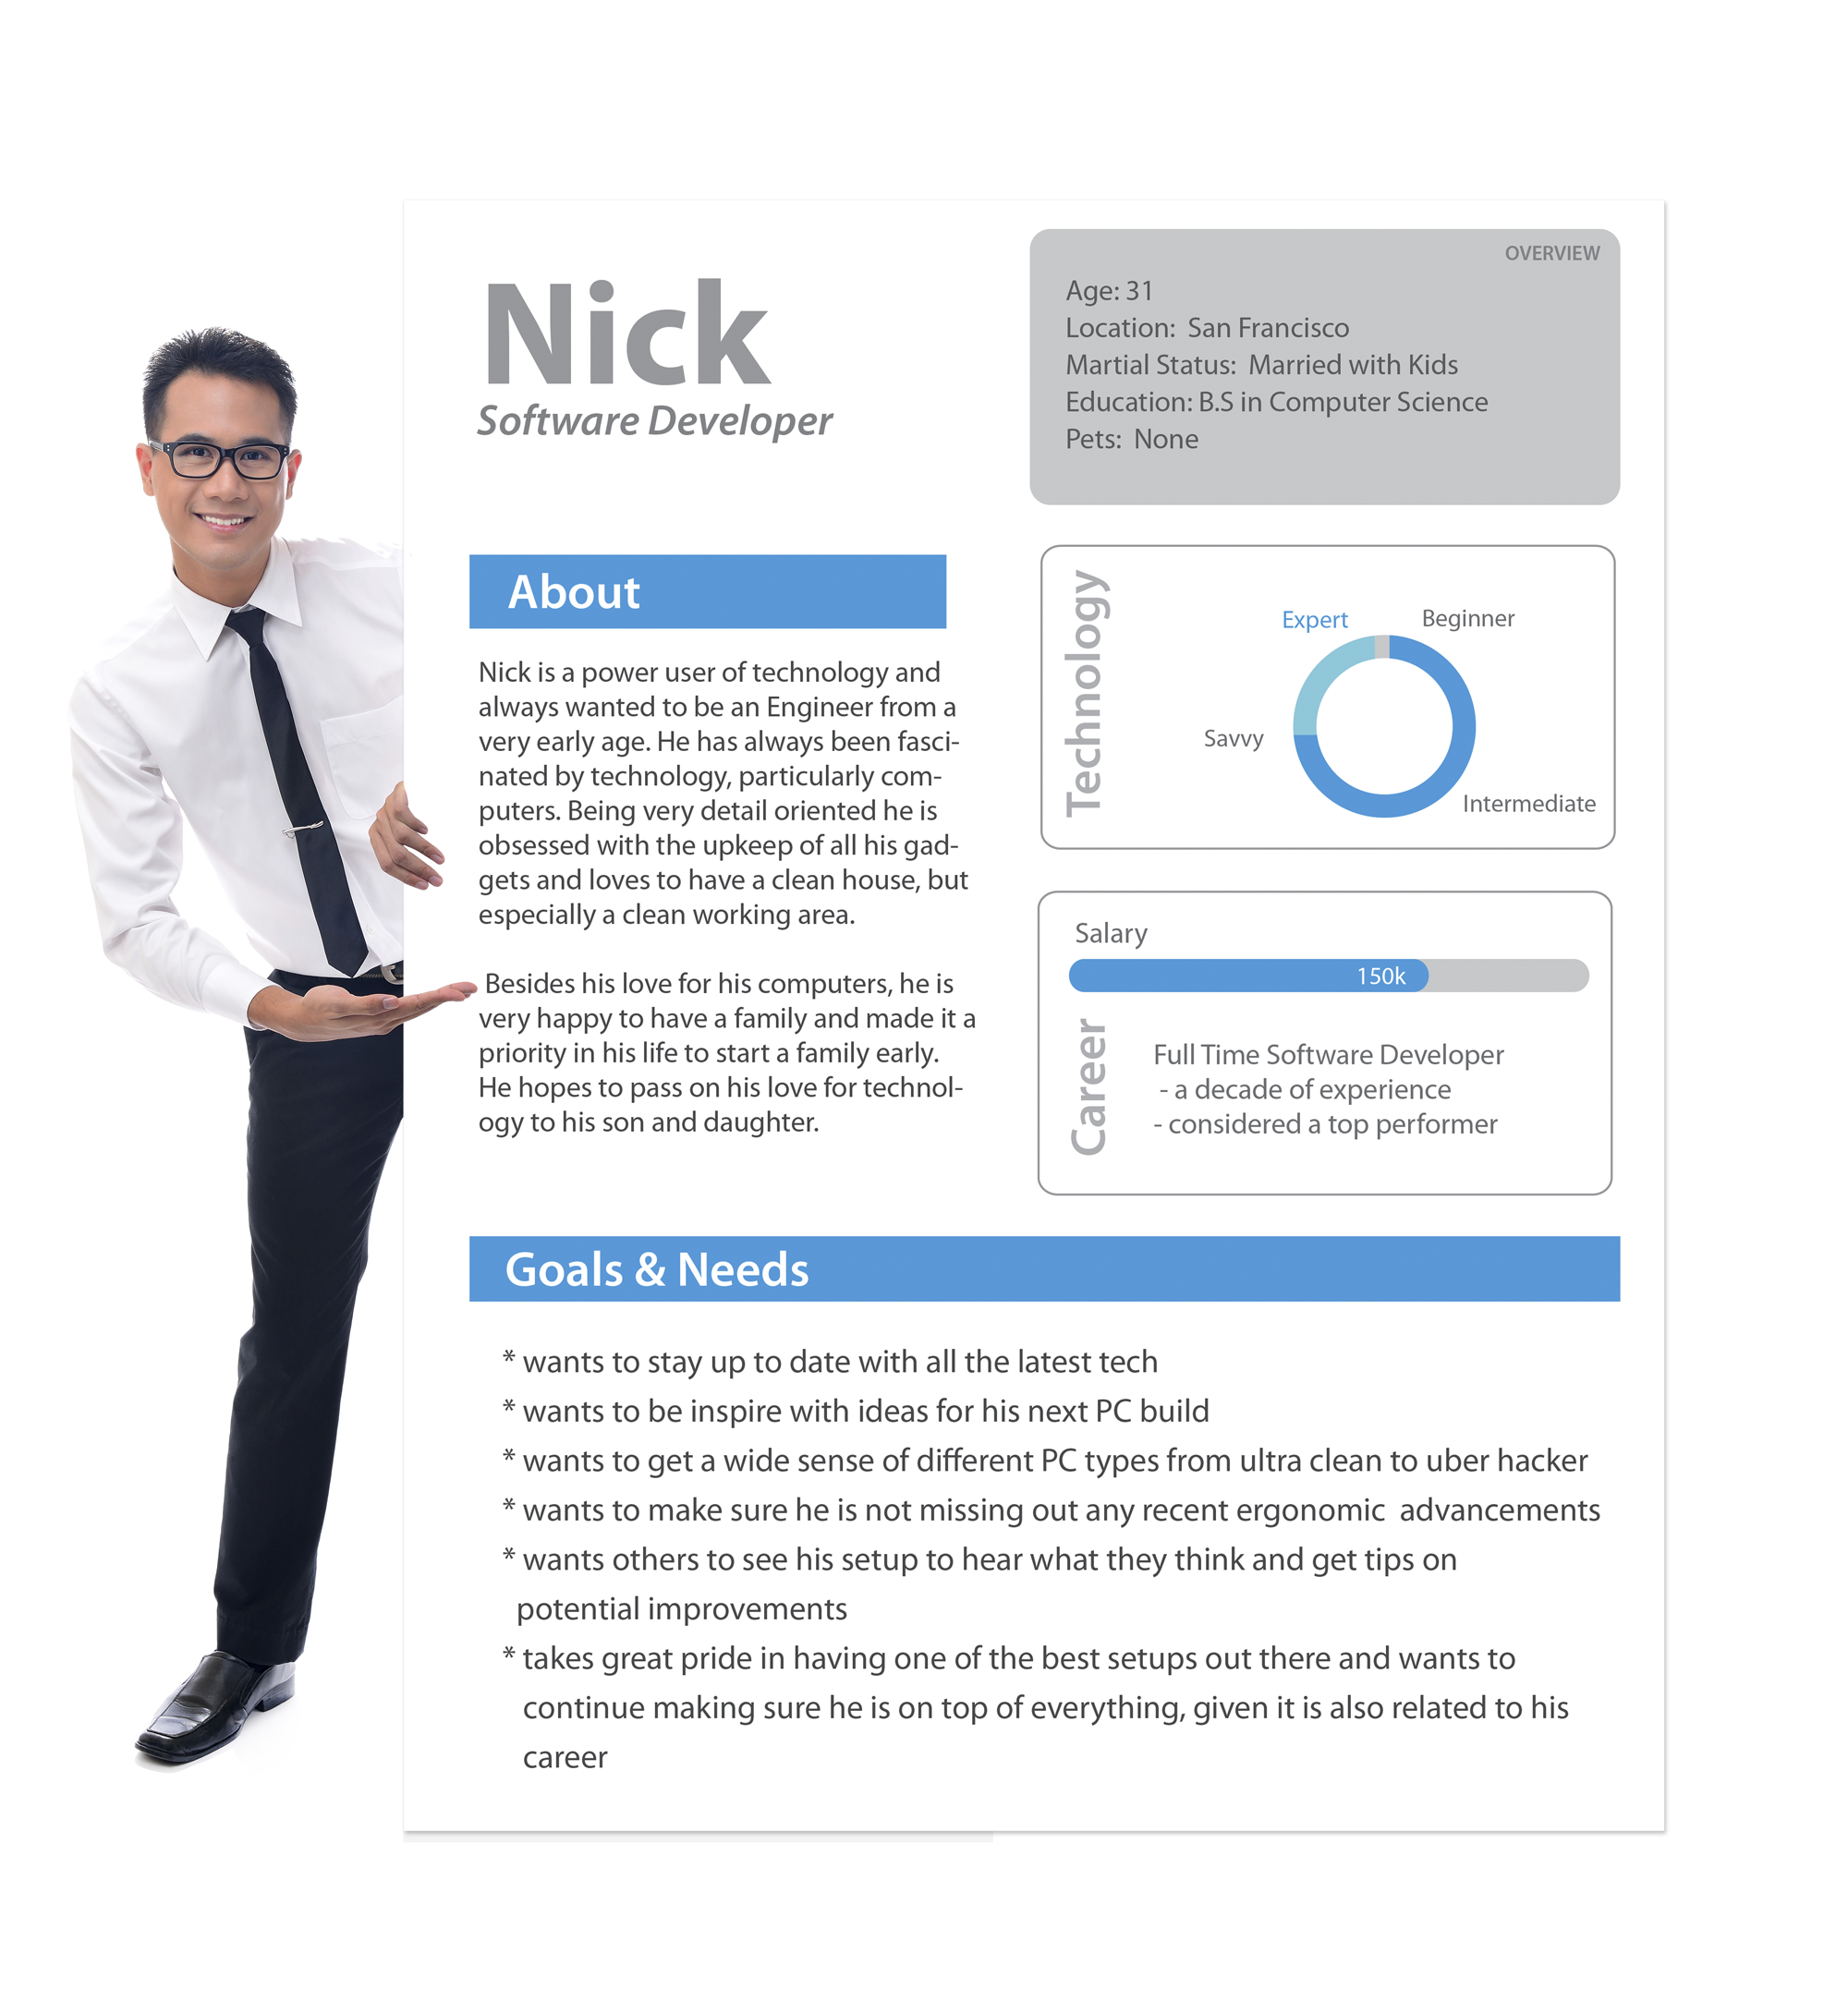 Nick
Software Developer
OVERVIEW
Age: 31
Location:  San Francisco
Martial Status:  Married with Kids
Education: B.S in Computer Science
Pets:  None
About
Nick is a power user of technology and
always wanted to be an Engineer from a
very early age. He has always been fasci-
nated by technology, particularly com-
puters. Being very detail oriented he is
obsessed with the upkeep of all his gad-
gets and loves to have a clean house, but
especially a clean working area.
Besides his love for his computers, he is
very happy to have a family and made it a
priority in his life to start a family early.
He hopes to pass on his love for technol-
ogy to his son and daughter.
Technology
Expert
Beginner
Savvy
Intermediate
Salary
150k
Career
Full Time Software Developer
- a decade of experience
- considered a top performer
Goals & Needs
* wants to stay up to date with all the latest tech
* wants to be inspire with ideas for his next PC build
* wants to get a wide sense of different PC types from ultra clean to uber hacker
* wants to make sure he is not missing out any recent ergonomic  advancements
* wants others to see his setup to hear what they think and get tips on
potential improvements
* takes great pride in having one of the best setups out there and wants to
continue making sure he is on top of everything, given it is also related to his
career